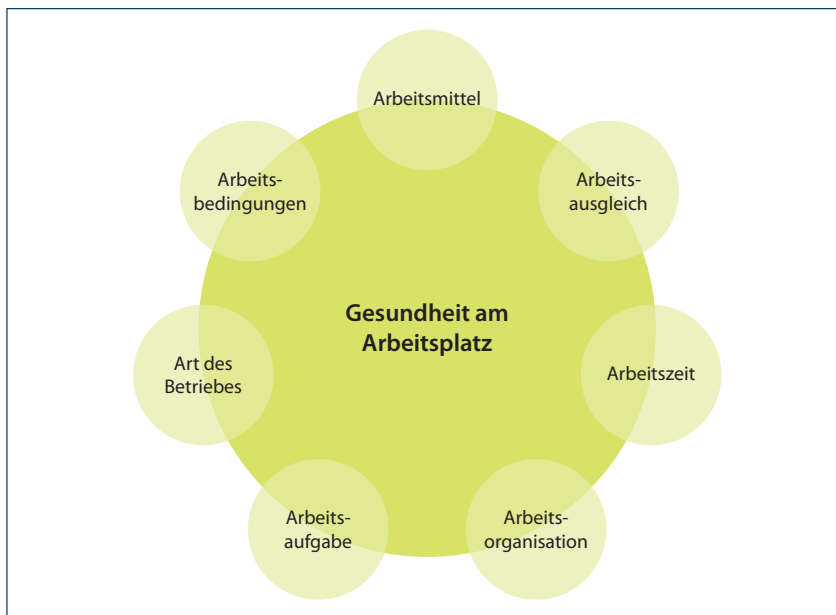 Arbeitsmittel
Arbeits-
ausgleich
Arbeitszeit
Arbeits-
organisation
Arbeits-
aufgabe
Art des
Betriebes
Arbeits-
bedingungen
Gesundheit am
Arbeitsplatz